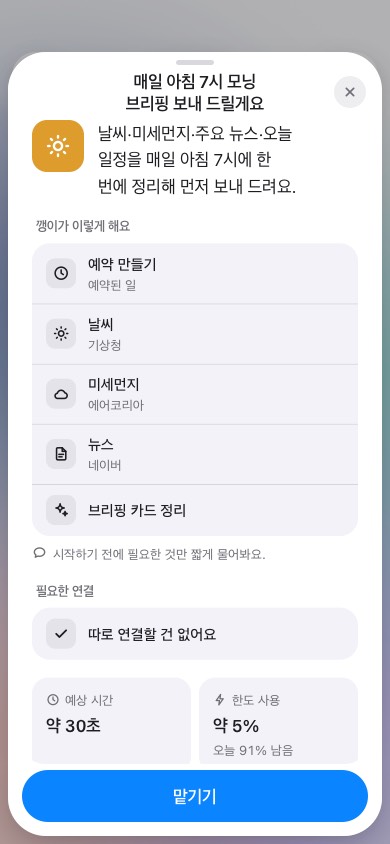 매일 아침 7시 모닝
브리핑 보내 드릴게요
날씨·미세먼지·주요 뉴스·오늘
일정을 매일 아침 7시에 한
번에 정리해 먼저 보내 드려요.
깽이가 이렇게 해요
예약 만들기
예약된 일
날씨
기상청
미세먼지
에어코리아
뉴스
네이버
브리핑 카드 정리
시작하기 전에 필요한 것만 짧게 물어봐요.
필요한 연결
따로 연결할 건 없어요
예상 시간
약 30초
한도 사용
약 5%
오늘 91% 남음
맡기기